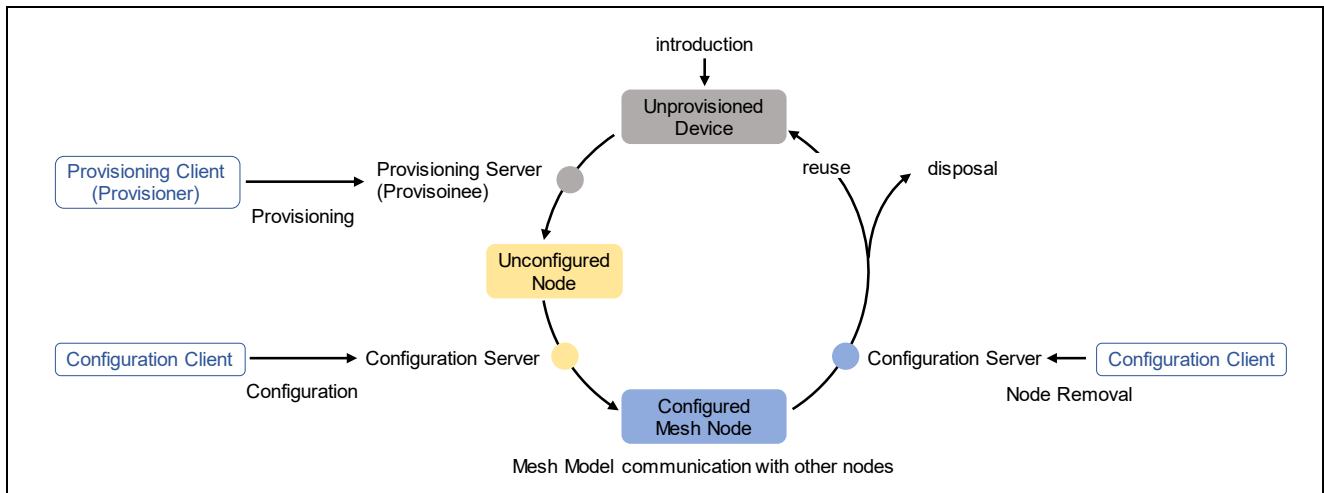 introduction
Unprovisioned
Device
Provisioning Client
(Provisioner)
Provisioning
Provisioning Server
(Provisoinee)
reuse
disposal
Unconfigured
Node
Configuration Client
Configuration
Configuration Server
Configuration Server
Configuration Client
Node Removal
Configured
Mesh Node
Mesh Model communication with other nodes